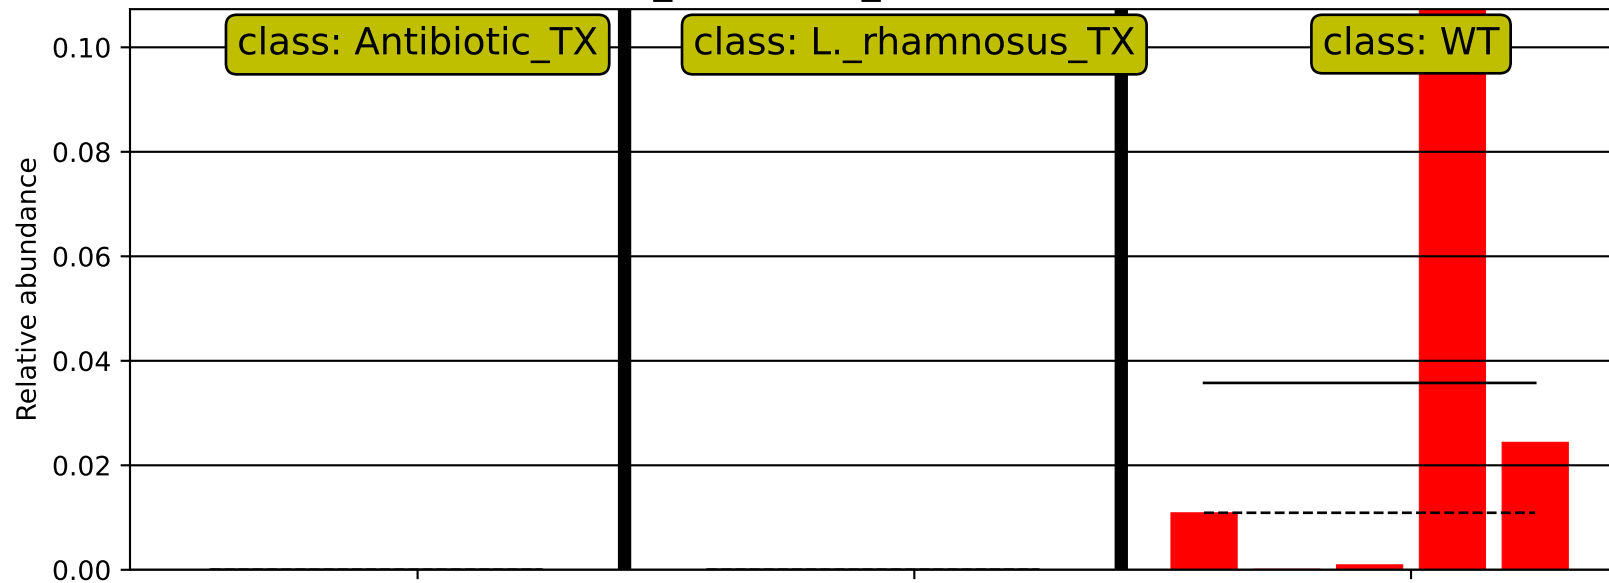 class: Antibiotic_TX
class: L._rhamnosus_TX
class: WT
Relative abundance
0.10
0.08
0.06
0.04
0.02
0.00